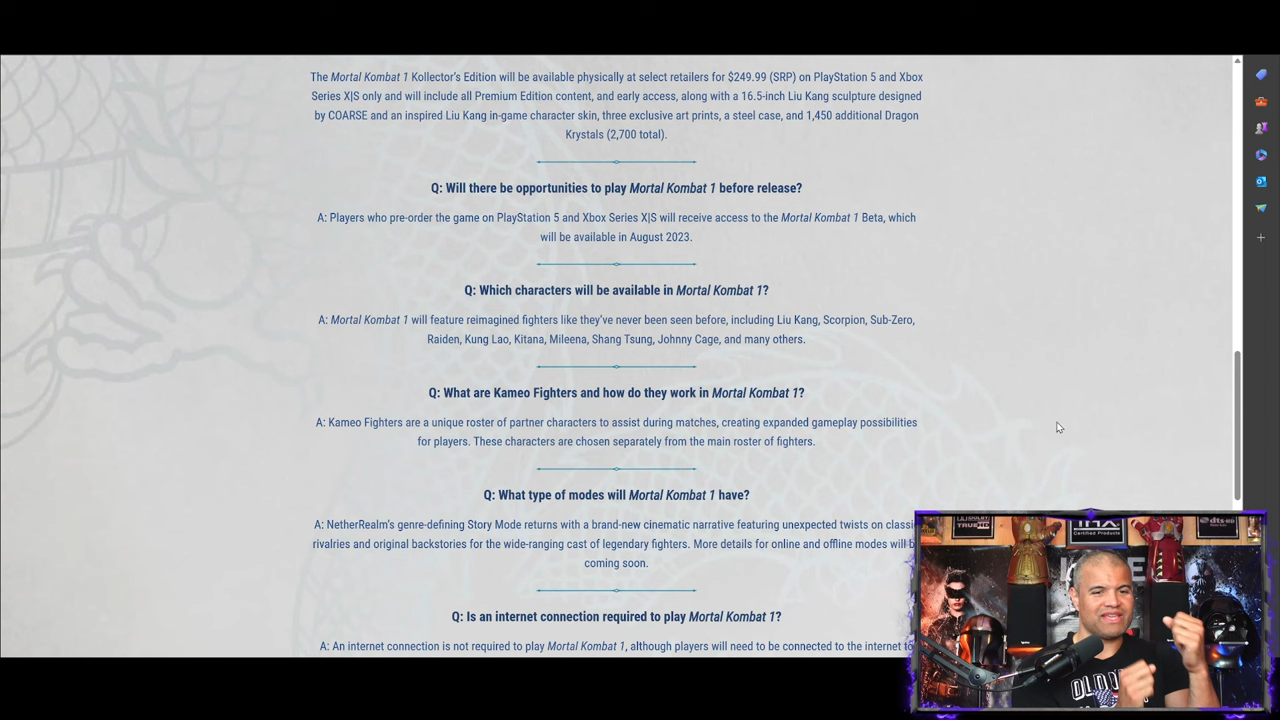 The Mortal Kombat 1 Kollector's Edition will be available physically at select retailers for $249.99 (SRP) on PlayStation 5 and Xbox
Series X|S only and will include all Premium Edition content, and early access, along with a 16.5-inch Liu Kang sculpture designed
by COARSE and an inspired Liu Kang in-game character skin, three exclusive art prints, a steel case, and 1,450 additional Dragon
Krystals (2,700 total).
Q: Will there be opportunities to play Mortal Kombat 1 before release?
A: Players who pre-order the game on PlayStation 5 and Xbox Series X|S will receive access to the Mortal Kombat 1 Beta, which
will be available in August 2023.
Q: Which characters will be available in Mortal Kombat 1?
A: Mortal Kombat 1 will feature reimagined fighters like they've never been seen before, including Liu Kang, Scorpion, Sub-Zero,
Raiden, Kung Lao, Kitana, Mileena, Shang Tsung, Johnny Cage, and many others.
Q: What are Kameo Fighters and how do they work in Mortal Kombat 1?
A: Kameo Fighters are a unique roster of partner characters to assist during matches, creating expanded gameplay possibilities
for players. These characters are chosen separately from the main roster of fighters.
Q: What type of modes will Mortal Kombat 1 have?
A: NetherRealm's genre-defining Story Mode returns with a brand-new cinematic narrative featuring unexpected twists on classi
rivalries and original backstories for the wide-ranging cast of legendary fighters. More details for online and offline modes will b
coming soon.
Q: Is an internet connection required to play Mortal Kombat 1?
A: An internet connection is not required to play Mortal Kombat 1, although players will need to be connected to the internet to
TRUEHD
THX
Certified Products
dts-HD
OLD